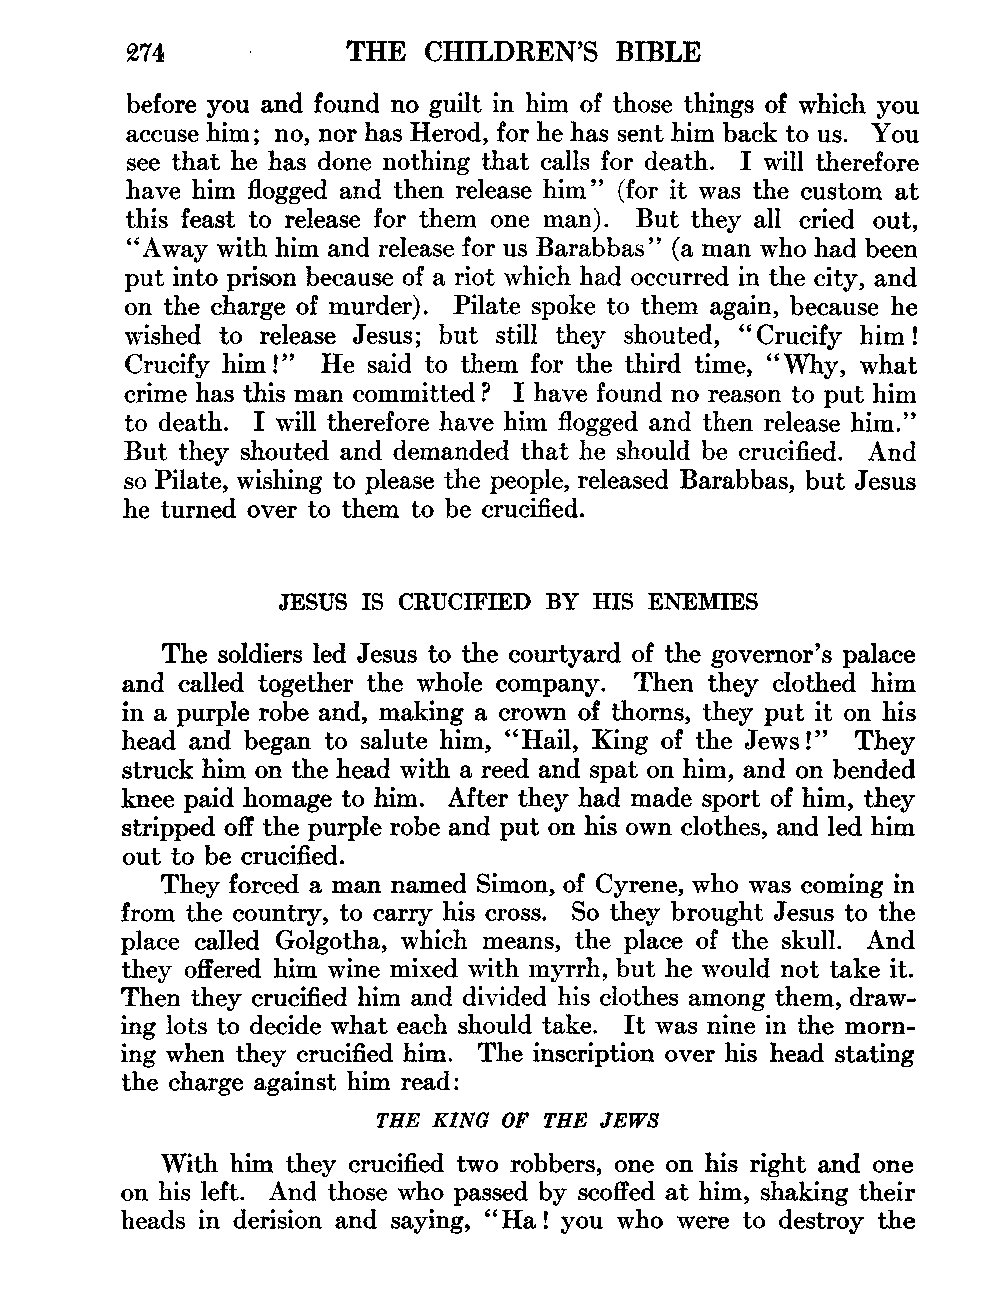 274 THE CHILDREN'S BIBLE
before you and found no guilt in him of those things of which you
accuse him; no, nor has Herod, for he has sent him back to us. You
see that he has done nothing that calls for death. I will therefore
have him flogged and then release him" (for it was the custom at
this feast to release for them one man). But they all cried out,
"Away with him and release for us Barabbas" (a man who had been
put into prison because of a riot which had occurred in the city, and
on the charge of murder). Pilate spoke to them again, because he
wished to release Jesus; but still they shouted, "Crucify him!
Crucify him!" He said to them for the third time, "Why, what
crime has this man committed? I have found no reason to put him
to death. I will therefore have him flogged and then release him."
But they shouted and demanded that he should be crucified. And
so Pilate, wishing to please the people, released Barabbas, but Jesus
he turned over to them to be crucified.
JESUS IS CRUCIFIED BY HIS ENEMIES
The soldiers led Jesus to the courtyard of the governor's palace
and called together the whole company. Then they clothed him
in a purple robe and, making a crown of thorns, they put it on his
head and began to salute him, "Hail, King of the Jews!" They
struck him on the head with a reed and spat on him, and on bended
knee paid homage to him. After they had made sport of him, they
stripped off the purple robe and put on his own clothes, and led him
out to be crucified.
They forced a man named Simon, of Cyrene, who was coming in
from the country, to carry his cross. So they brought Jesus to the
place called Golgotha, which means, the place of the skull. And
they offered him wine mixed with myrrh, but he would not take it.
Then they crucified him and divided his clothes among them, draw-
ing lots to decide what each should take. It was nine in the morn-
ing when they crucified him. The inscription over his head stating
the charge against him read:
THE KING OF THE JEWS
With him they crucified two robbers, one on his right and one
on his left. And those who passed by scoffed at him, shaking their
heads in derision and saying, "Ha! you who were to destroy the